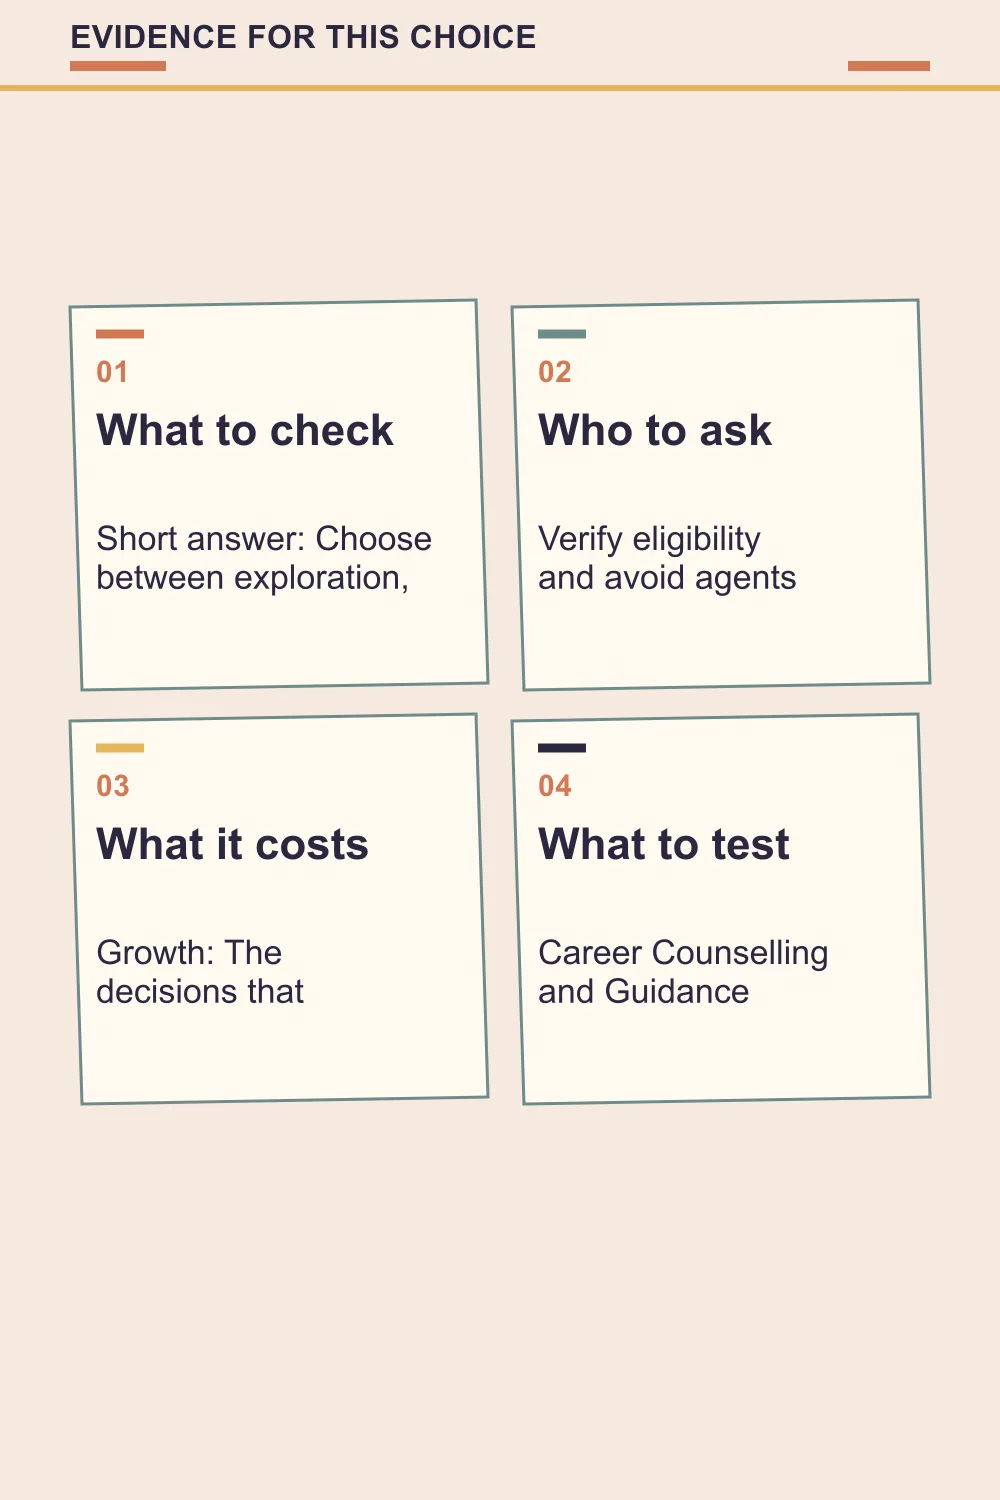 EVIDENCE FOR THIS CHOICE
01
What to check
Short answer: Choose
between exploration,
02
Who to ask
Verify eligibility
and avoid agents
03
What it costs
Growth: The
decisions that
04
What to test
Career Counselling
and Guidance